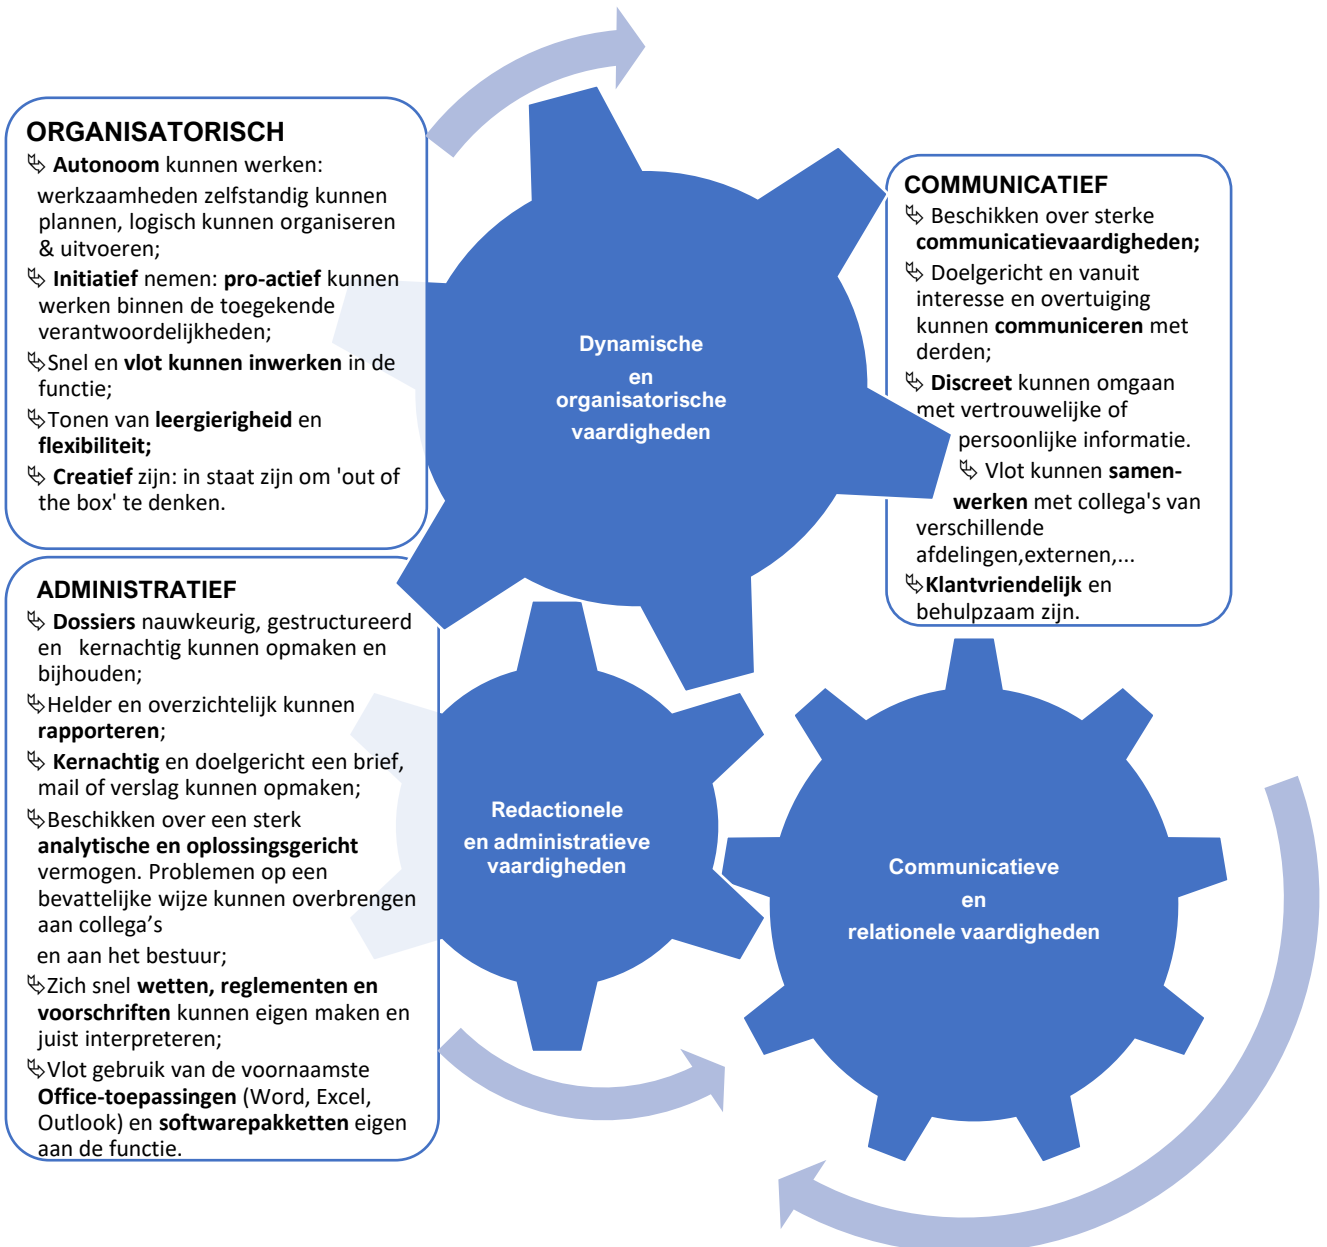 ORGANISATORISCH
Autonoom kunnen werken:
werkzaamheden zelfstandig kunnen
plannen, logisch kunnen organiseren
& uitvoeren;
Initiatief nemen: pro-actief kunnen
werken binnen de toegekende
verantwoordelijkheden;
Snel en vlot kunnen inwerken in de
functie;
Tonen van leergierigheid en
flexibiliteit;
Creatief zijn: in staat zijn om 'out of
the box' te denken.
ADMINISTRATIEF
Dossiers nauwkeurig, gestructureerd
en kernachtig kunnen opmaken en
bijhouden;
Helder en overzichtelijk kunnen
rapporteren;
Kernachtig en doelgericht een brief,
mail of verslag kunnen opmaken;
Beschikken over een sterk
analytische en oplossingsgericht
vermogen. Problemen op een
bevattelijke wijze kunnen overbrengen
aan collega’s
en aan het bestuur;
Zich snel wetten, reglementen en
voorschriften kunnen eigen maken en
juist interpreteren;
Vlot gebruik van de voornaamste
Office-toepassingen (Word, Excel,
Outlook) en softwarepakketten eigen
aan de functie.
Dynamische
en
organisatorische
vaardigheden
Redactionele
en administratieve
vaardigheden
COMMUNICATIEF
Beschikken over sterke
communicatievaardigheden;
Doelgericht en vanuit
interesse en overtuiging
kunnen communiceren met
derden;
Discreet kunnen omgaan
met vertrouwelijke of
persoonlijke informatie.
Vlot kunnen samen-
werken met collega's van
verschillende
afdelingen,externen,...
Klantvriendelijk en
behulpzaam zijn.
Communicatieve
en
relationele vaardigheden